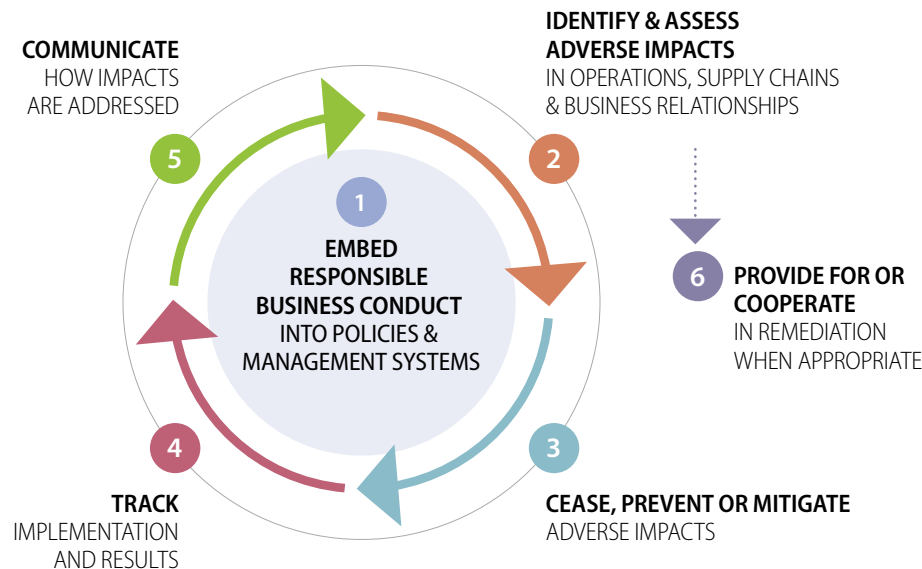 1
EMBED
RESPONSIBLE
BUSINESS CONDUCT
INTO POLICIES &
MANAGEMENT SYSTEMS
2
IDENTIFY & ASSESS
ADVERSE IMPACTS
IN OPERATIONS, SUPPLY CHAINS
& BUSINESS RELATIONSHIPS
3
CEASE, PREVENT OR MITIGATE
ADVERSE IMPACTS
4
TRACK
IMPLEMENTATION
AND RESULTS
5
COMMUNICATE
HOW IMPACTS
ARE ADDRESSED
6
PROVIDE FOR OR
COOPERATE
IN REMEDIATION
WHEN APPROPRIATE